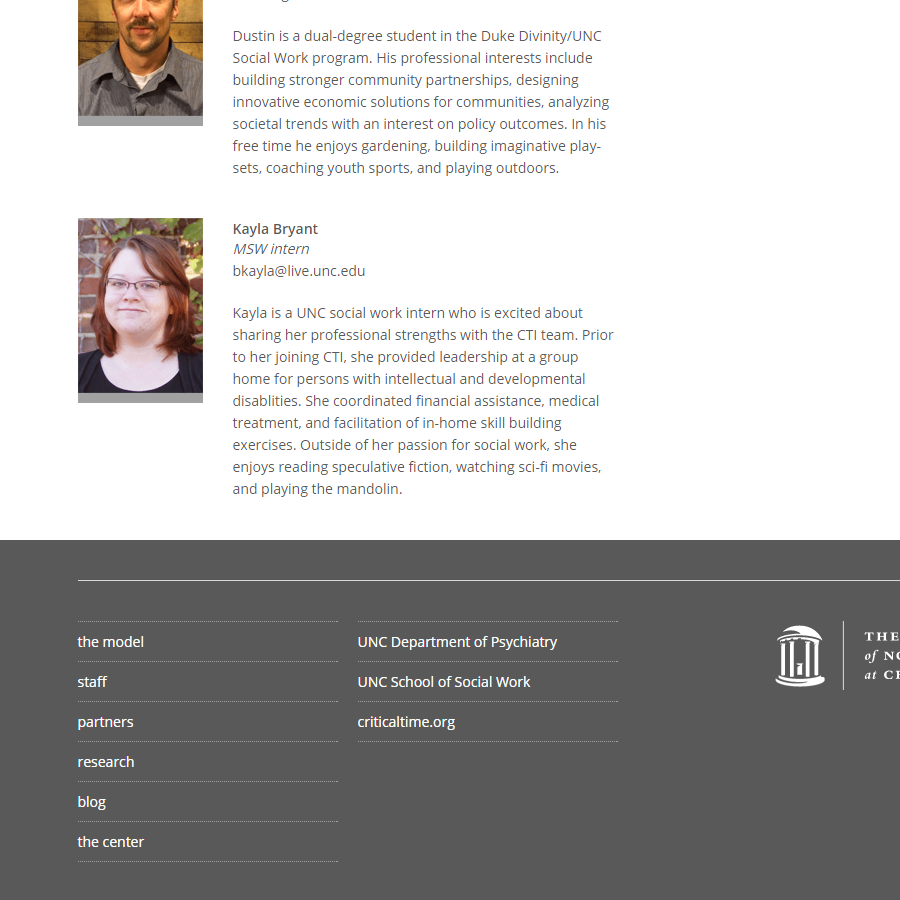 Dustin is a dual-degree student in the Duke Divinity/UNC
Social Work program. His professional interests include
building stronger community partnerships, designing
innovative economic solutions for communities, analyzing
societal trends with an interest on policy outcomes. In his
free time he enjoys gardening, building imaginative play-
sets, coaching youth sports, and playing outdoors.
Kayla Bryant
MSW intern
bkayla@live.unc.edu
Kayla is a UNC social work intern who is excited about
sharing her professional strengths with the CTI team. Prior
to her joining CTI, she provided leadership at a group
home for persons with intellectual and developmental
disablities. She coordinated financial assistance, medical
treatment, and facilitation of in-home skill building
exercises. Outside of her passion for social work, she
enjoys reading speculative fiction, watching sci-fi movies,
and playing the mandolin.
the model
staff
partners
research
blog
the center
UNC Department of Psychiatry
UNC School of Social Work
criticaltime.org
THE
of
at